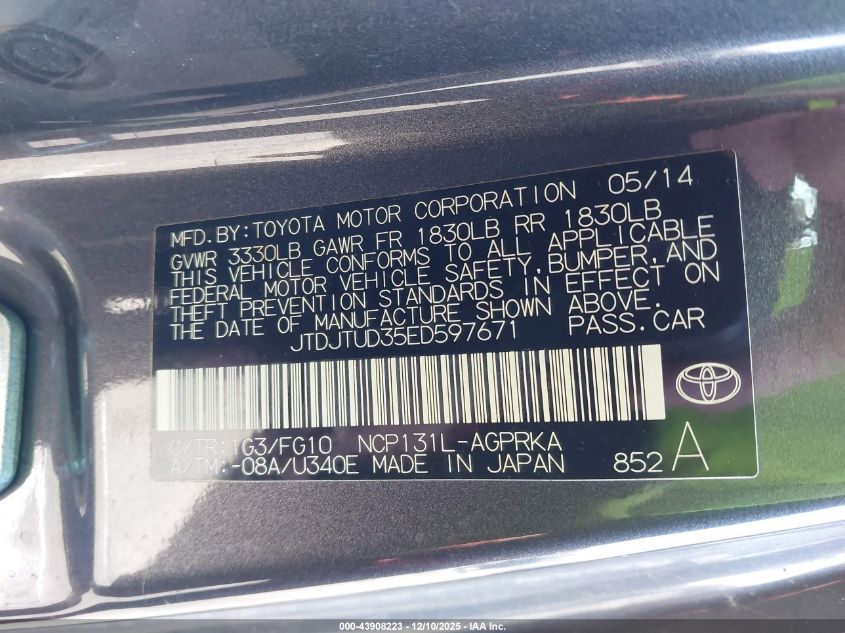 MFD.BY:TOYOTA MOTOR CORPORATION 05/14
GVWR 3330LB GAWR FR 1830LB RR 1830LB
THIS VEHICLE CONFORMS TO ALL APPLICABLE
FEDERAL MOTOR VEHICLE SAFETY,BUMPER,AND
THEFT PREVENTION STANDARDS IN EFFECT ON
THE DATE OF MANUFACTURE SHOWN ABOVE.
JTDJTUD35ED597671 PASS.CAR
C/TR:1G3/FG10 NCP131L-AGPRKA
A/TM:-08A/U340E MADE IN JAPAN 852 A
000-43908223 - 12/10/2025 - IAA Inc.